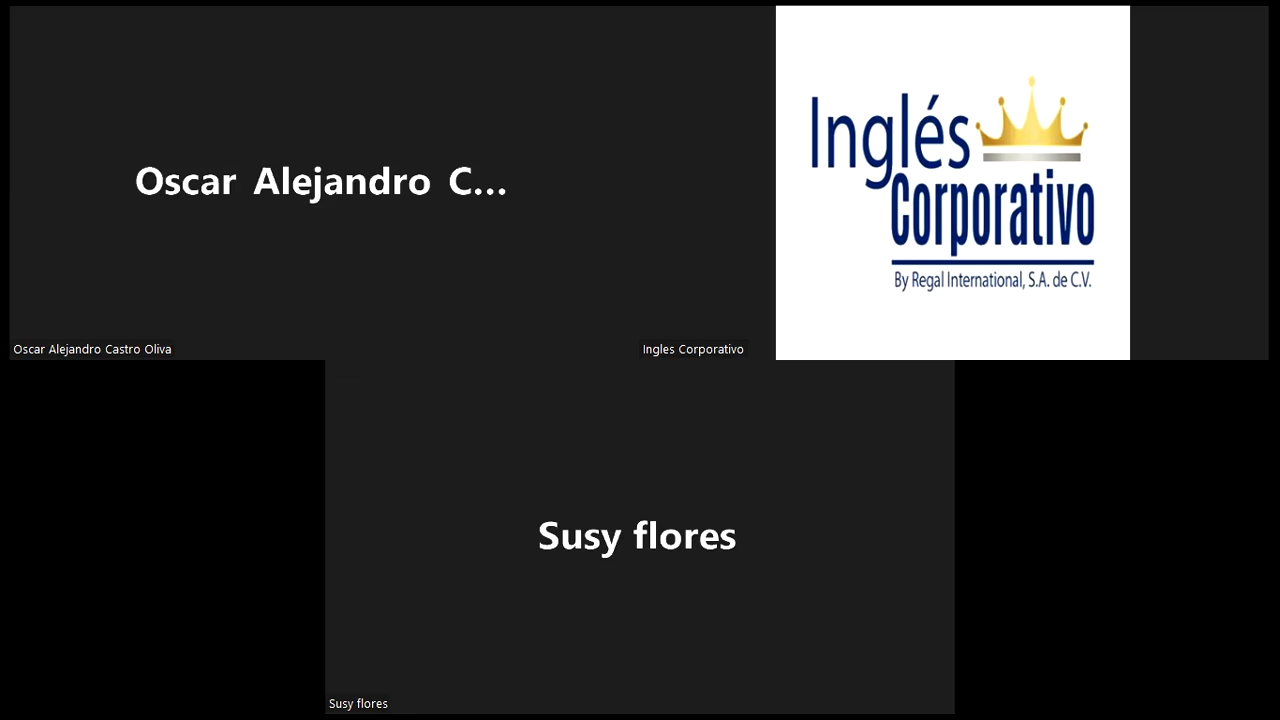 Oscar Alejandro C...
Inglés
Corporativo
By Regal International, S.A. de C.V.
Oscar Alejandro Castro Oliva
Ingles Corporativo
Susy flores
Susy flores